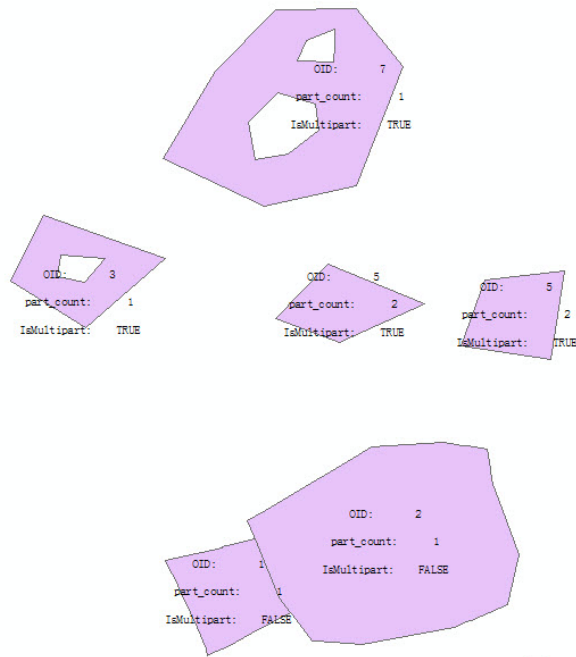 OID: 7
part_count: 1
IsMultipart: TRUE
OID: 3
part_count: 1
IsMultipart: TRUE
OID: 5
part_count: 2
IsMultipart: TRUE
OID: 5
part_count: 2
IsMultipart: TRUE
OID: 2
part_count: 1
IsMultipart: FALSE
OID: 1
part_count: 1
IsMultipart: FALSE